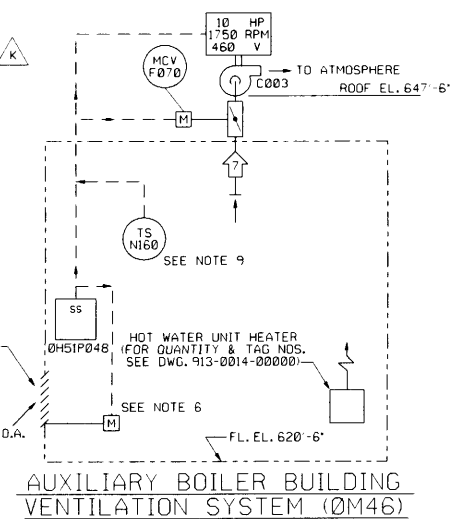 10 HP
1750 RPM
460 V
K
MCV
F070
C003
TO ATMOSPHERE
ROOF EL. 647'-6"
M
7
TS
N160
SEE NOTE 9
SS
0H51P048
HOT WATER UNIT HEATER
(FOR QUANTITY & TAG NOS.
SEE DWG. 913-0014-00000)
SEE NOTE 6
O.A.
M
FL. EL. 620'-6"
AUXILIARY BOILER BUILDING
VENTILATION SYSTEM (0M46)